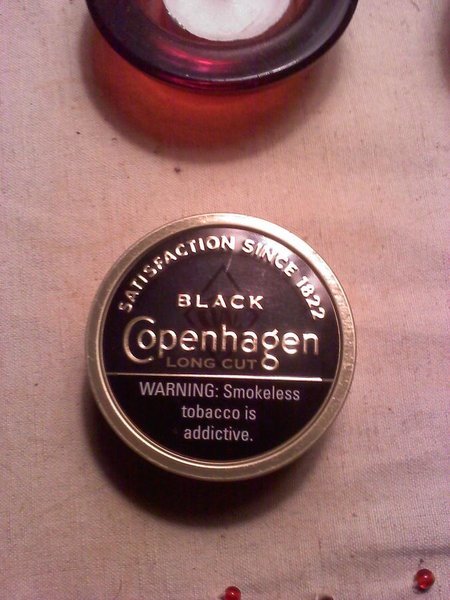 SATISFACTION SINCE 1822
BLACK
Copenhagen
LONG CUT
WARNING: Smokeless
tobacco is
addictive.